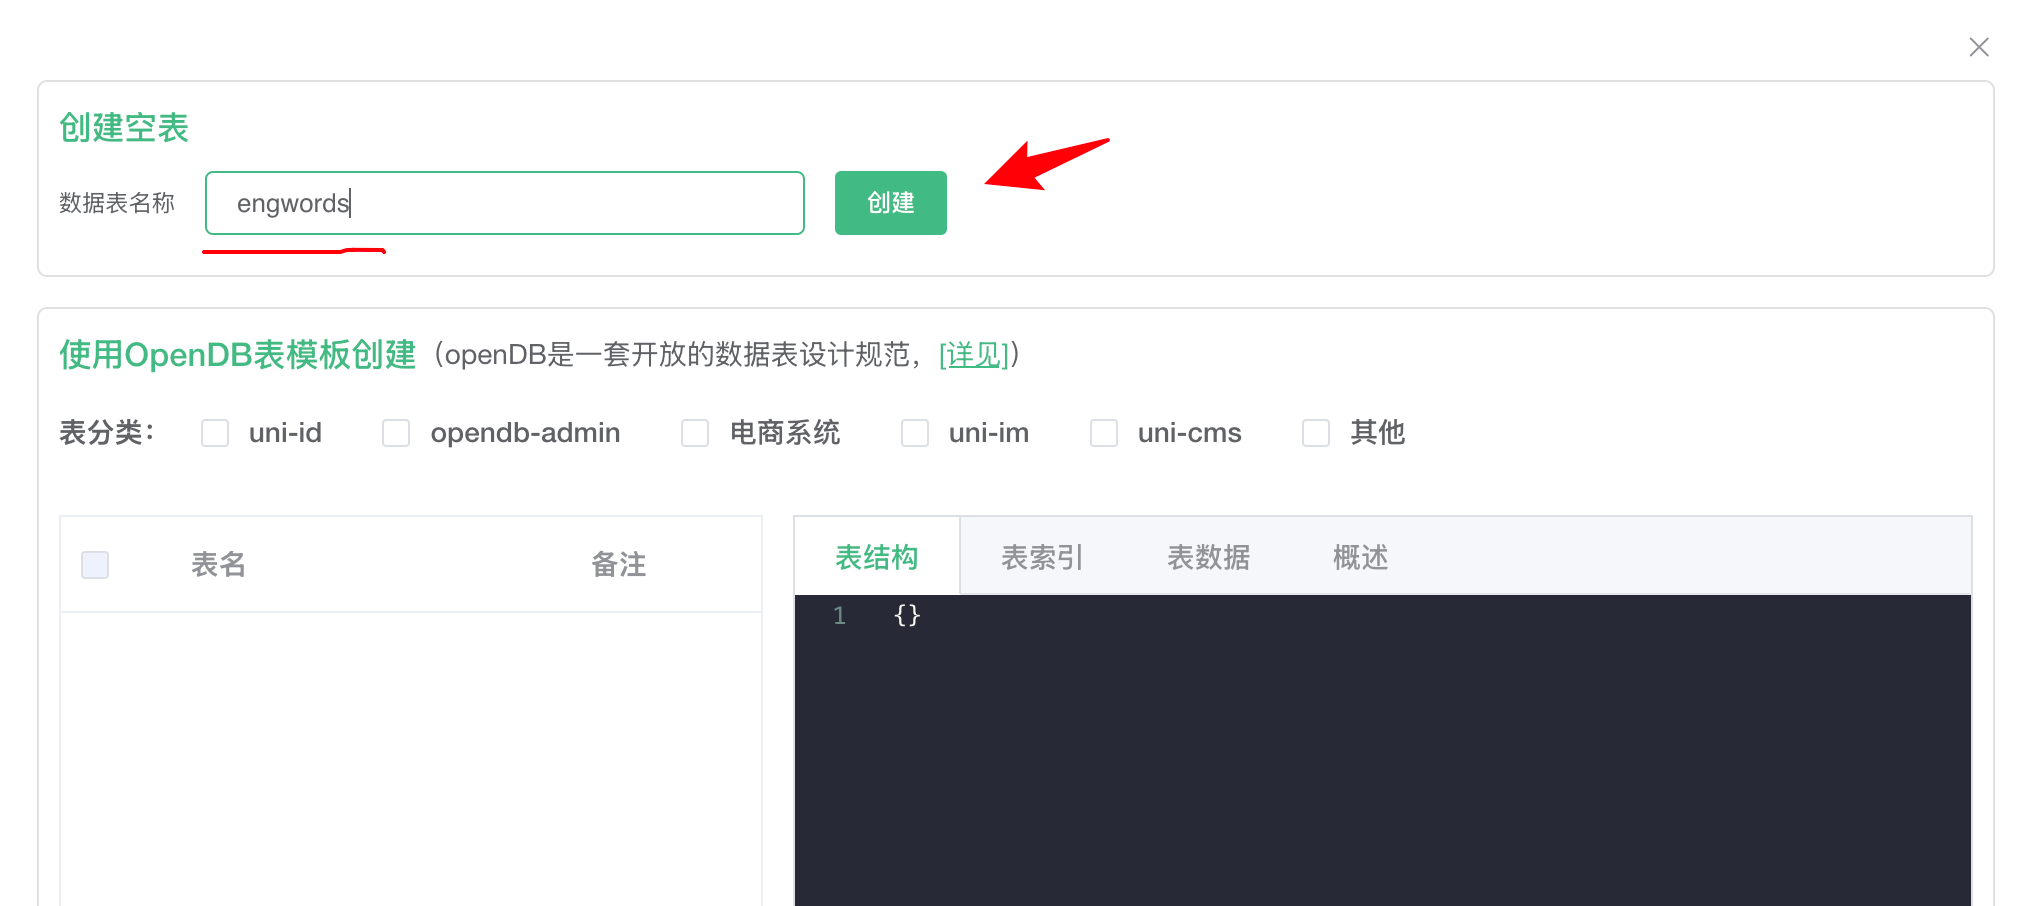 创建空表
数据表名称 engwords 创建
使用OpenDB表模板创建（openDB是一套开放的数据表设计规范，[详见]）
表分类： uni-id opendb-admin 电商系统 uni-im uni-cms 其他
表名 备注
表结构 表索引 表数据 概述
1 {}